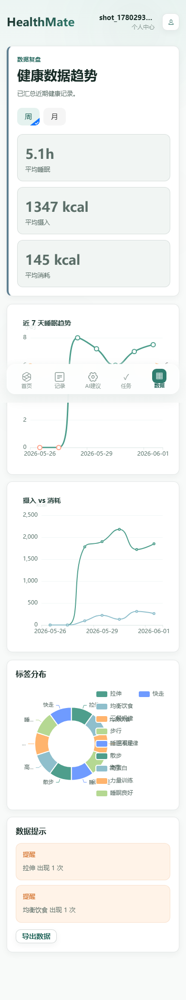 HealthMate
shot_1780293...
个人中心
数据复盘
健康数据趋势
已汇总近期健康记录。
周
月
5.1h
平均睡眠
1347 kcal
平均摄入
145 kcal
平均消耗
近 7 天睡眠趋势
小时
8
6
首页
记录
AI建议
任务
数据
2
0
2026-05-26
2026-05-29
2026-06-01
摄入 vs 消耗
kcal
2,500
2,000
1,500
1,000
500
0
2026-05-26
2026-05-29
2026-06-01
标签分布
拉伸
快走
快走
均衡饮食
睡...
步行
...
高...
散步
散步
力量训练
睡眠良好
数据提示
提醒
拉伸 出现 1 次
提醒
均衡饮食 出现 1 次
导出数据